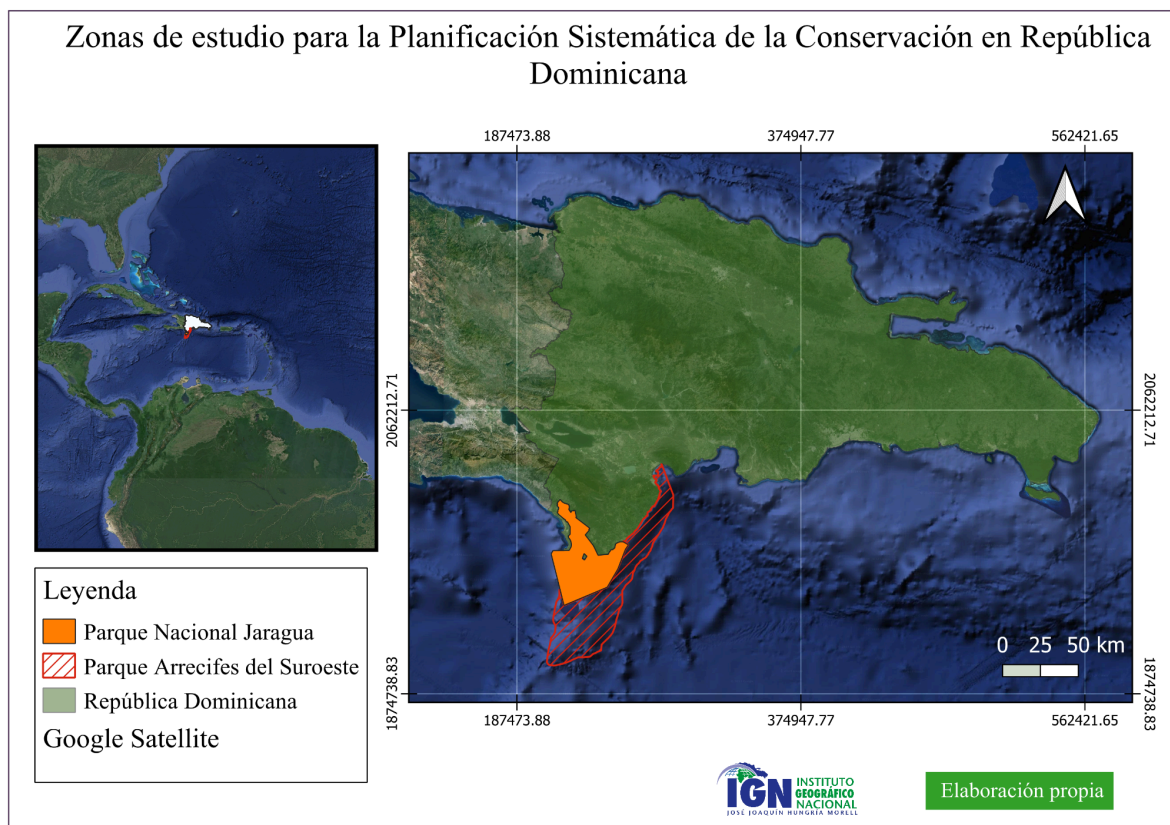 Zonas de estudio para la Planificación Sistemática de la Conservación en República
Dominicana
187473.88
374947.77
562421.65
2062212.71
2062212.71
1874738.83
1874738.83
0 25 50 km
187473.88
374947.77
562421.65
Leyenda
Parque Nacional Jaragua
Parque Arrecifes del Suroeste
República Dominicana
Google Satellite
IGN
INSTITUTO
GEOGRÁFICO
NACIONAL
JOSÉ JOAQUÍN HUNGRÍA MORELL
Elaboración propia